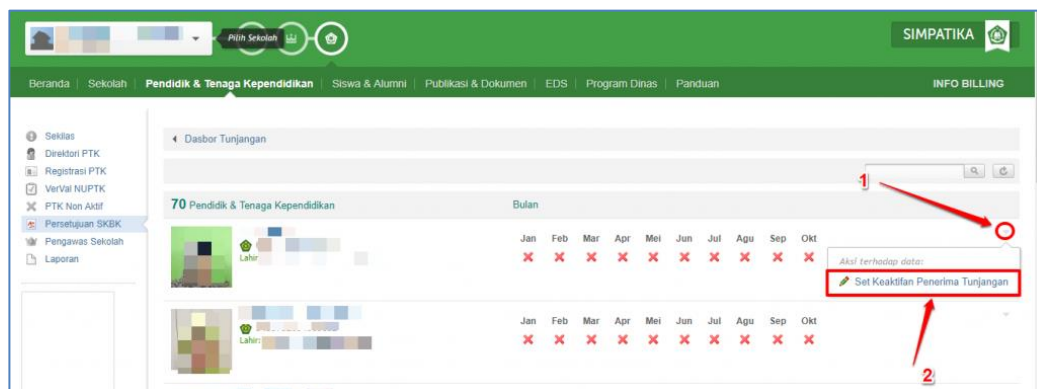 Pilih Sekolah
SIMPATIKA
Beranda | Sekolah | Pendidik & Tenaga Kependidikan | Siswa & Alumni | Publikasi & Dokumen | EDS | Program Dinas | Panduan
INFO BILLING
Sekilas
Direktori PTK
Registrasi PTK
VerVal NUPTK
PTK Non Aktif
Persetujuan SKBK
Pengawas Sekolah
Laporan
Dasbor Tunjangan
1
70 Pendidik & Tenaga Kependidikan
Bulan
Jan Feb Mar Apr Mei Jun Jul Agu Sep Okt
Lahir
Aksi terhadap data:
Set Keaktifan Penerima Tunjangan
Jan Feb Mar Apr Mei Jun Jul Agu Sep Okt
Lahir:
2